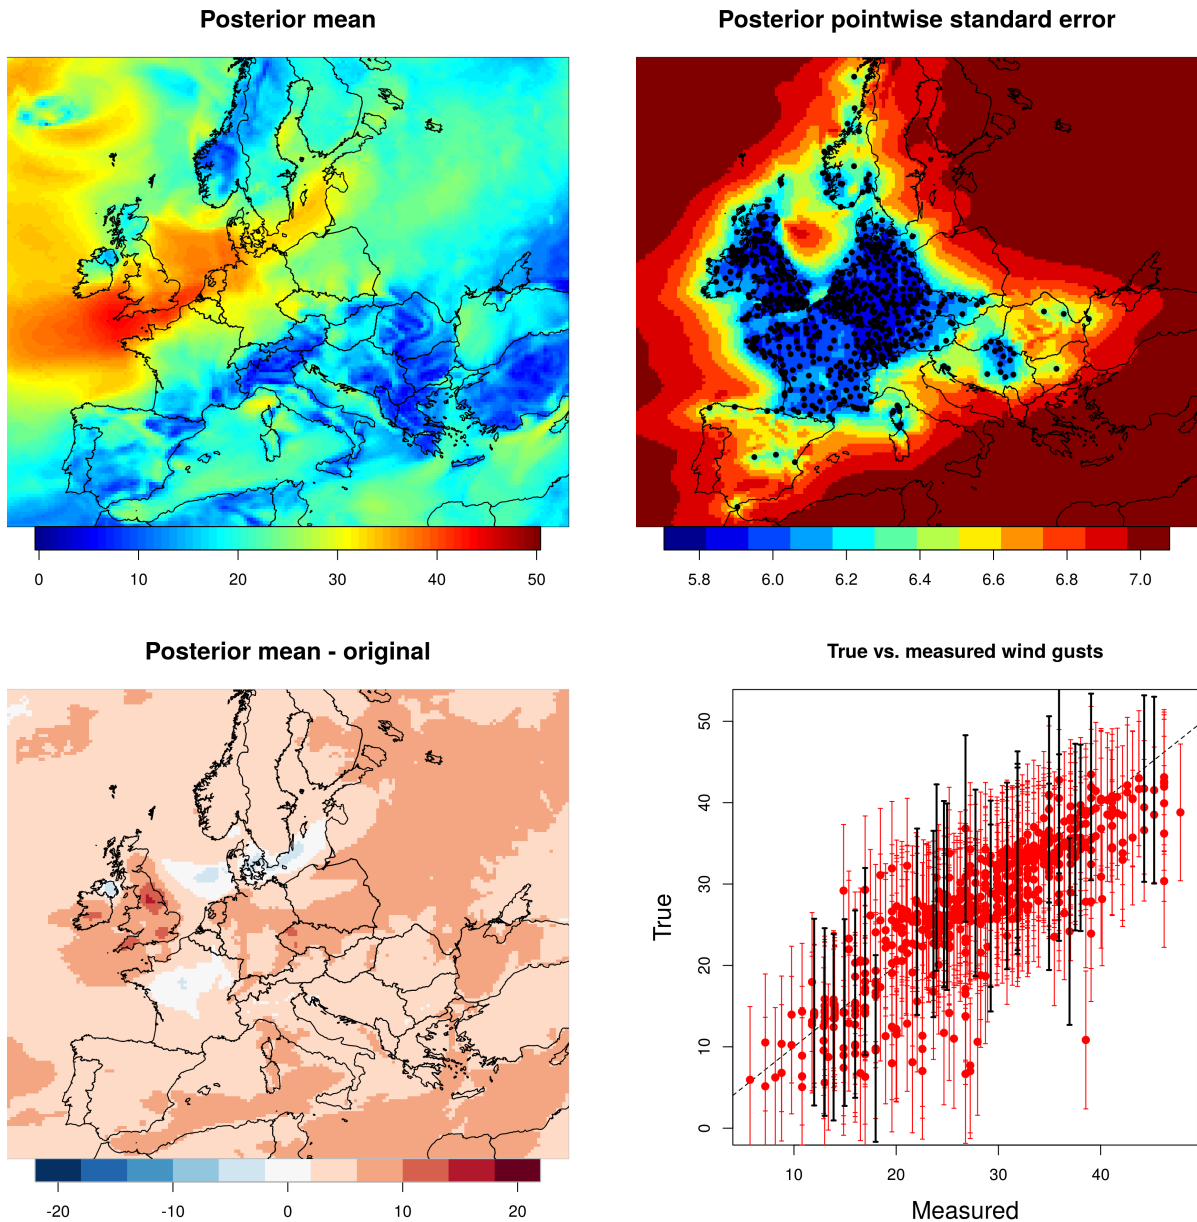 Posterior mean
Posterior pointwise standard error
0 10 20 30 40 50
5.8 6.0 6.2 6.4 6.6 6.8 7.0
Posterior mean - original
-20 -10 0 10 20
True vs. measured wind gusts
True
50
40
30
20
10
0
10 20 30 40
Measured